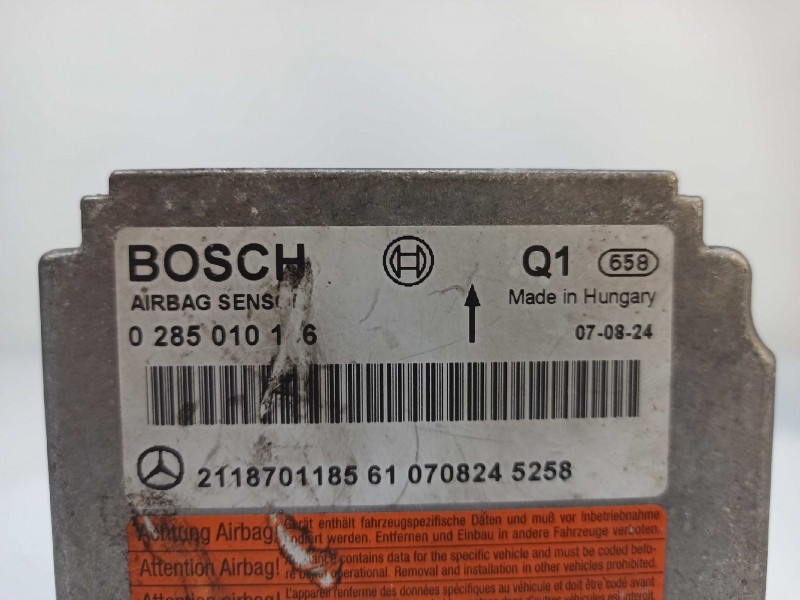 BOSCH
Q1 658
AIRBAG
Made in Hungary
0 285 010
07-08-24
2118701185 61 070824 5258
Achtung Airbag! Gerät enthält fahrzeugspezifische Daten und muß vor Inbetriebnahme
werden. Entfernen und Einbau in andere Fahrzeuge verboten.
Attention Airbag! contains data for the specific vehicle and must be coded befo-
operational. Removal and installation in other vehicles prohibited.
L'appareil renferme des données spécifiques au véhicule et doit être codé avant